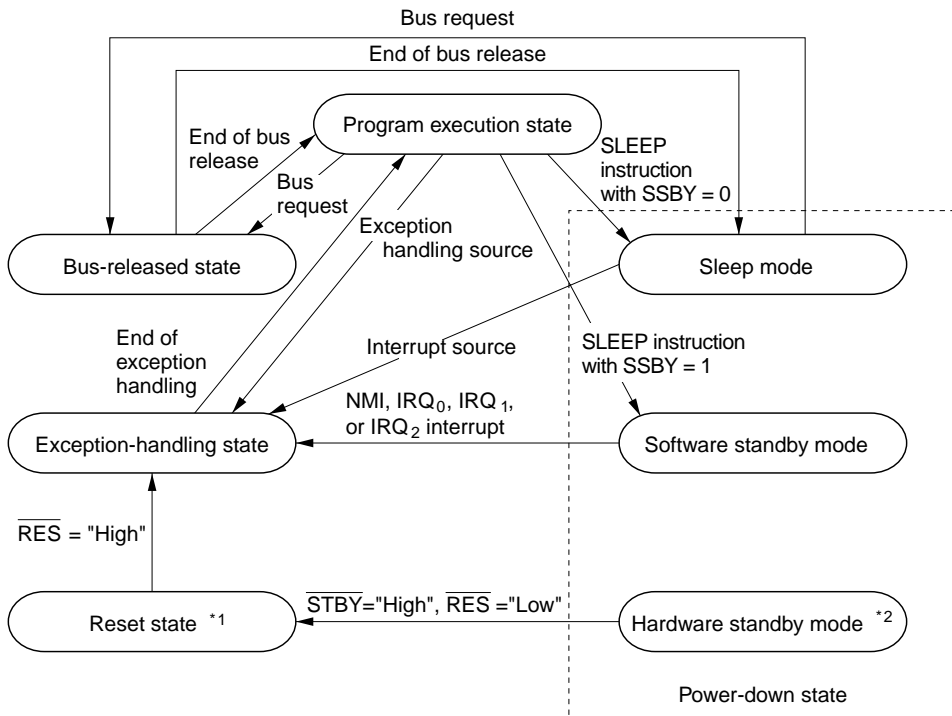 Bus request
End of bus release
Program execution state
End of bus
release
SLEEP
instruction
with SSBY = 0
Bus
request
Exception
handling source
Bus-released state
Sleep mode
End of
exception
handling
Interrupt source
SLEEP instruction
with SSBY = 1
NMI, IRQ0, IRQ1,
or IRQ2 interrupt
Exception-handling state
Software standby mode
RES = "High"
STBY="High", RES="Low"
Reset state *1
Hardware standby mode *2
Power-down state